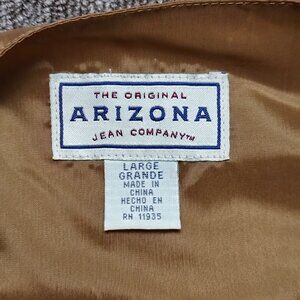 THE ORIGINAL
ARIZONA
JEAN COMPANY™
LARGE
GRANDE
MADE IN
CHINA
HECHO EN
CHINA
RN 11935